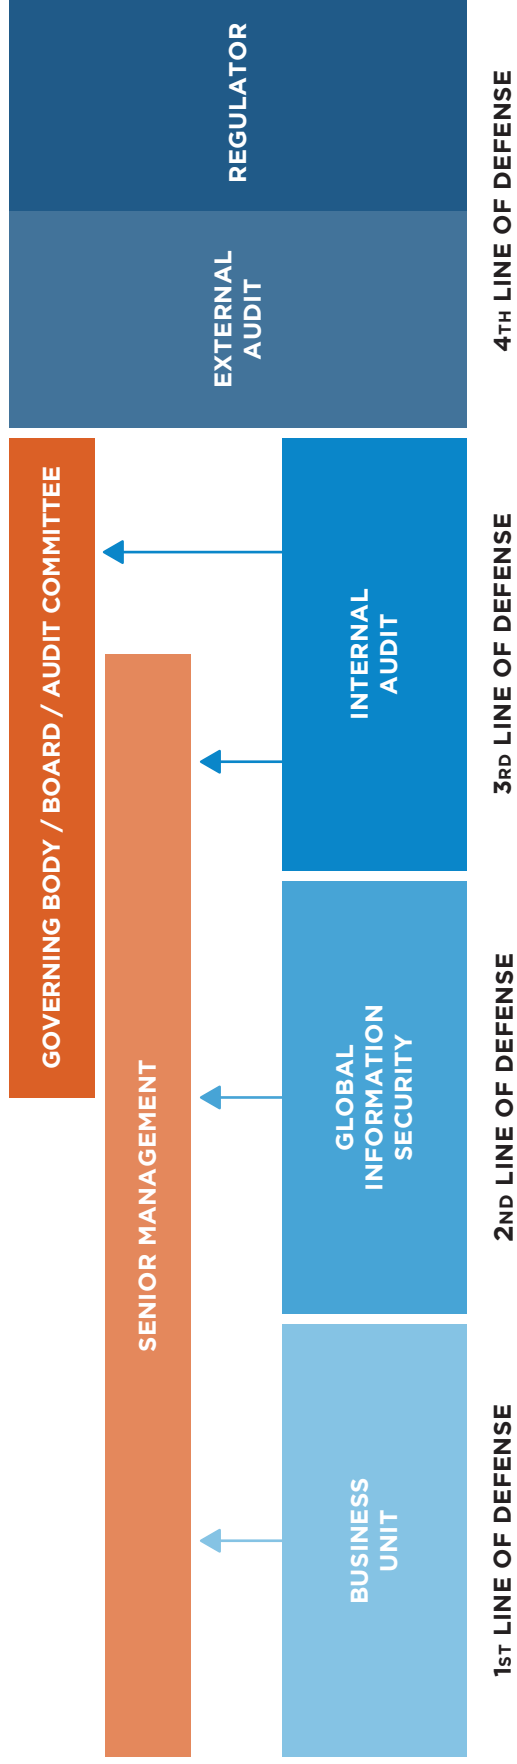 GOVERNING BODY / BOARD / AUDIT COMMITTEE
SENIOR MANAGEMENT
BUSINESS
UNIT
GLOBAL
INFORMATION
SECURITY
INTERNAL
AUDIT
EXTERNAL
AUDIT
REGULATOR
1ST LINE OF DEFENSE
2ND LINE OF DEFENSE
3RD LINE OF DEFENSE
4TH LINE OF DEFENSE